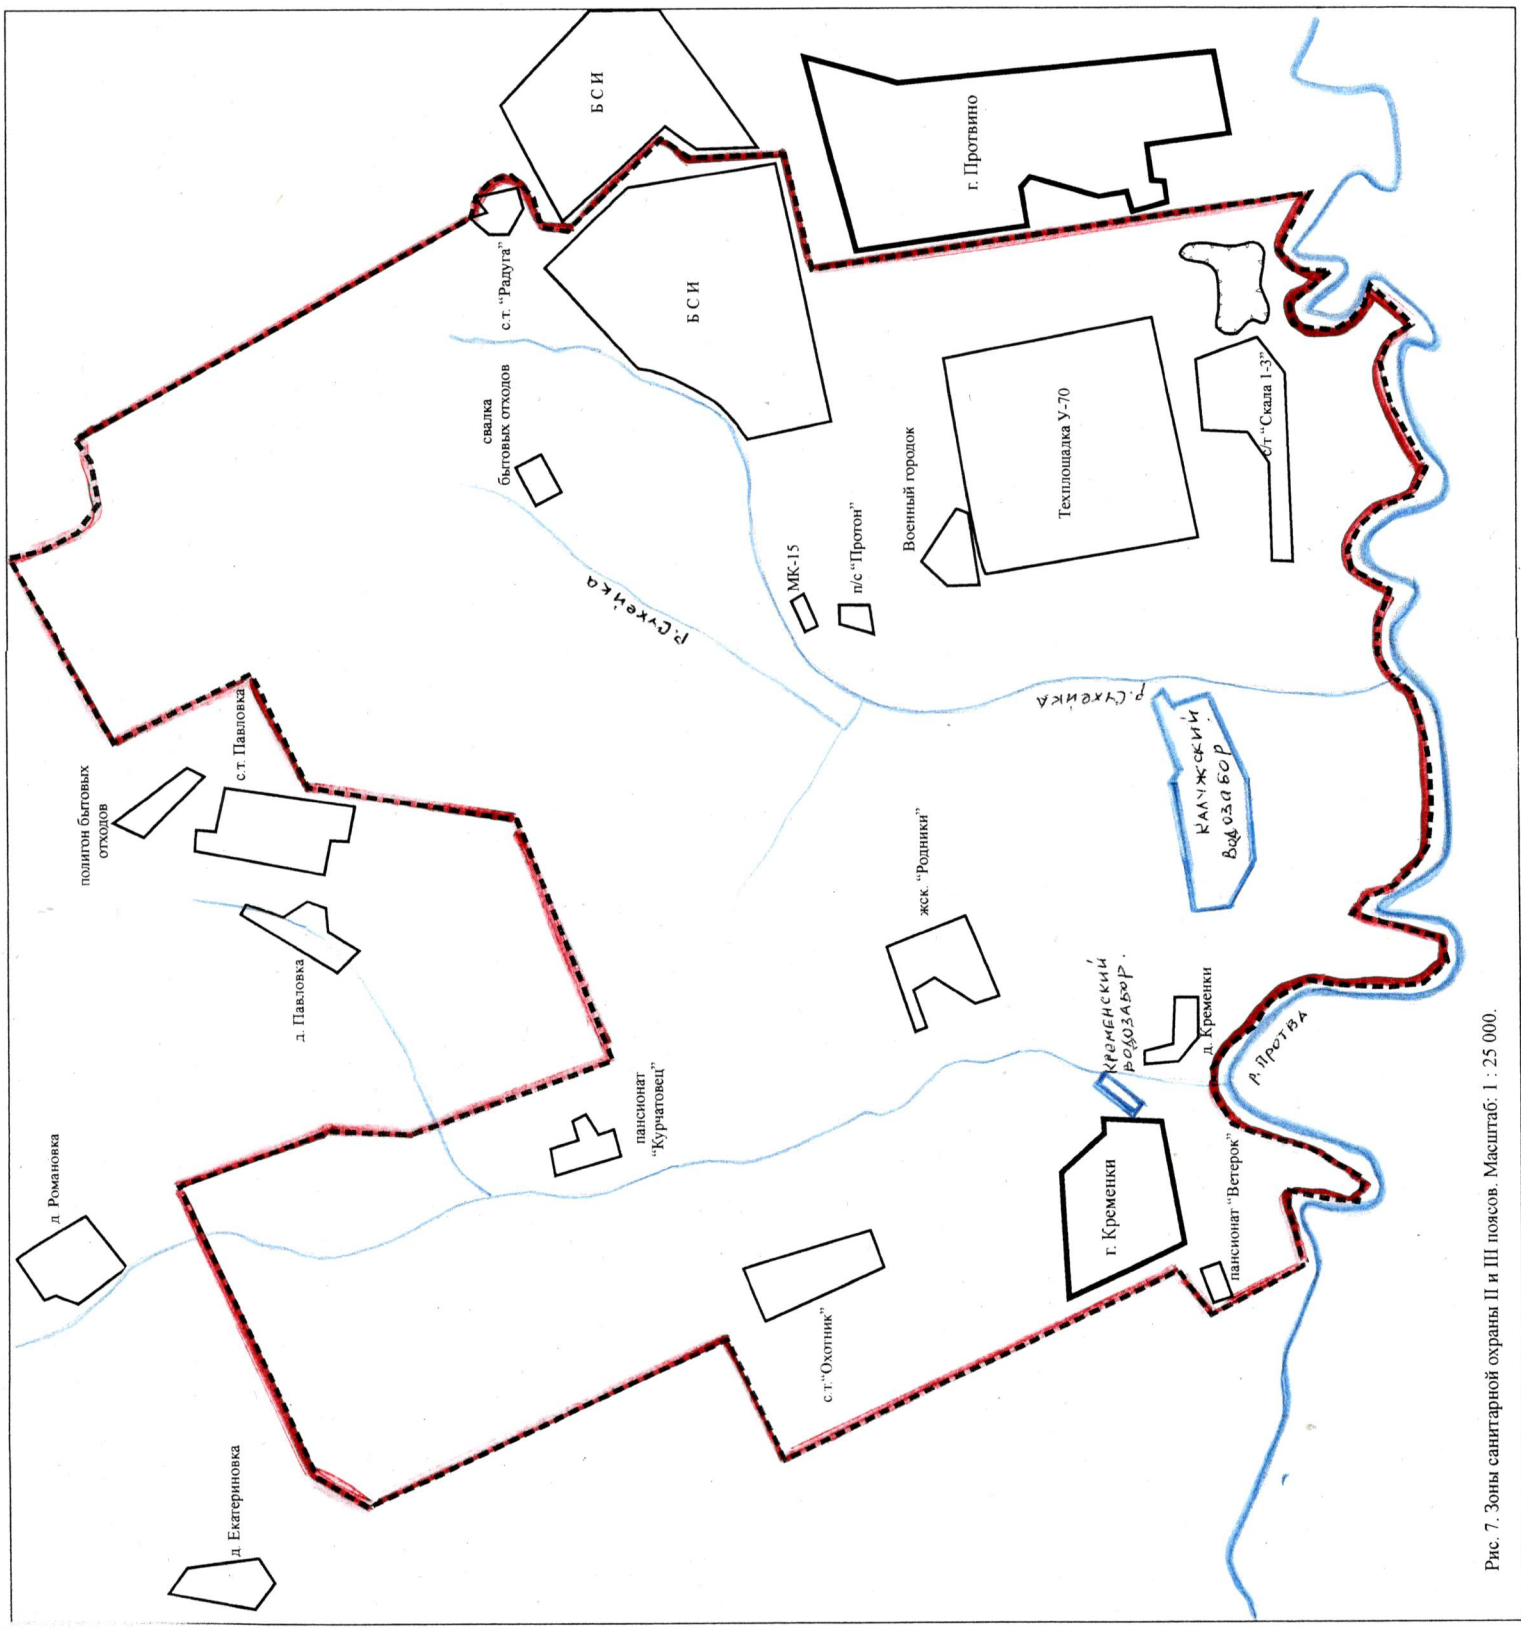 д. Екатериновка
д. Романовка
полигон бытовых
отходов
с.т. Павловка
д. Павловка
пансионат
“Курчатовец”
с.т. “Охотник”
г. Кременки
пансионат “Ветерок”
Кременский
водозабор.
д. Кременки
р. Протва
жск. “Родники”
Калужский
водозабор
р. Сухейка
р. Сухейка
МК-15
п/с “Протон”
Военный городок
Техплощадка У-70
с/т “Скала 1-3”
свалка
бытовых отходов
с.т. “Радуга”
БСИ
БСИ
г. Протвино
Рис. 7. Зоны санитарной охраны II и III поясов. Масштаб: 1 : 25 000.